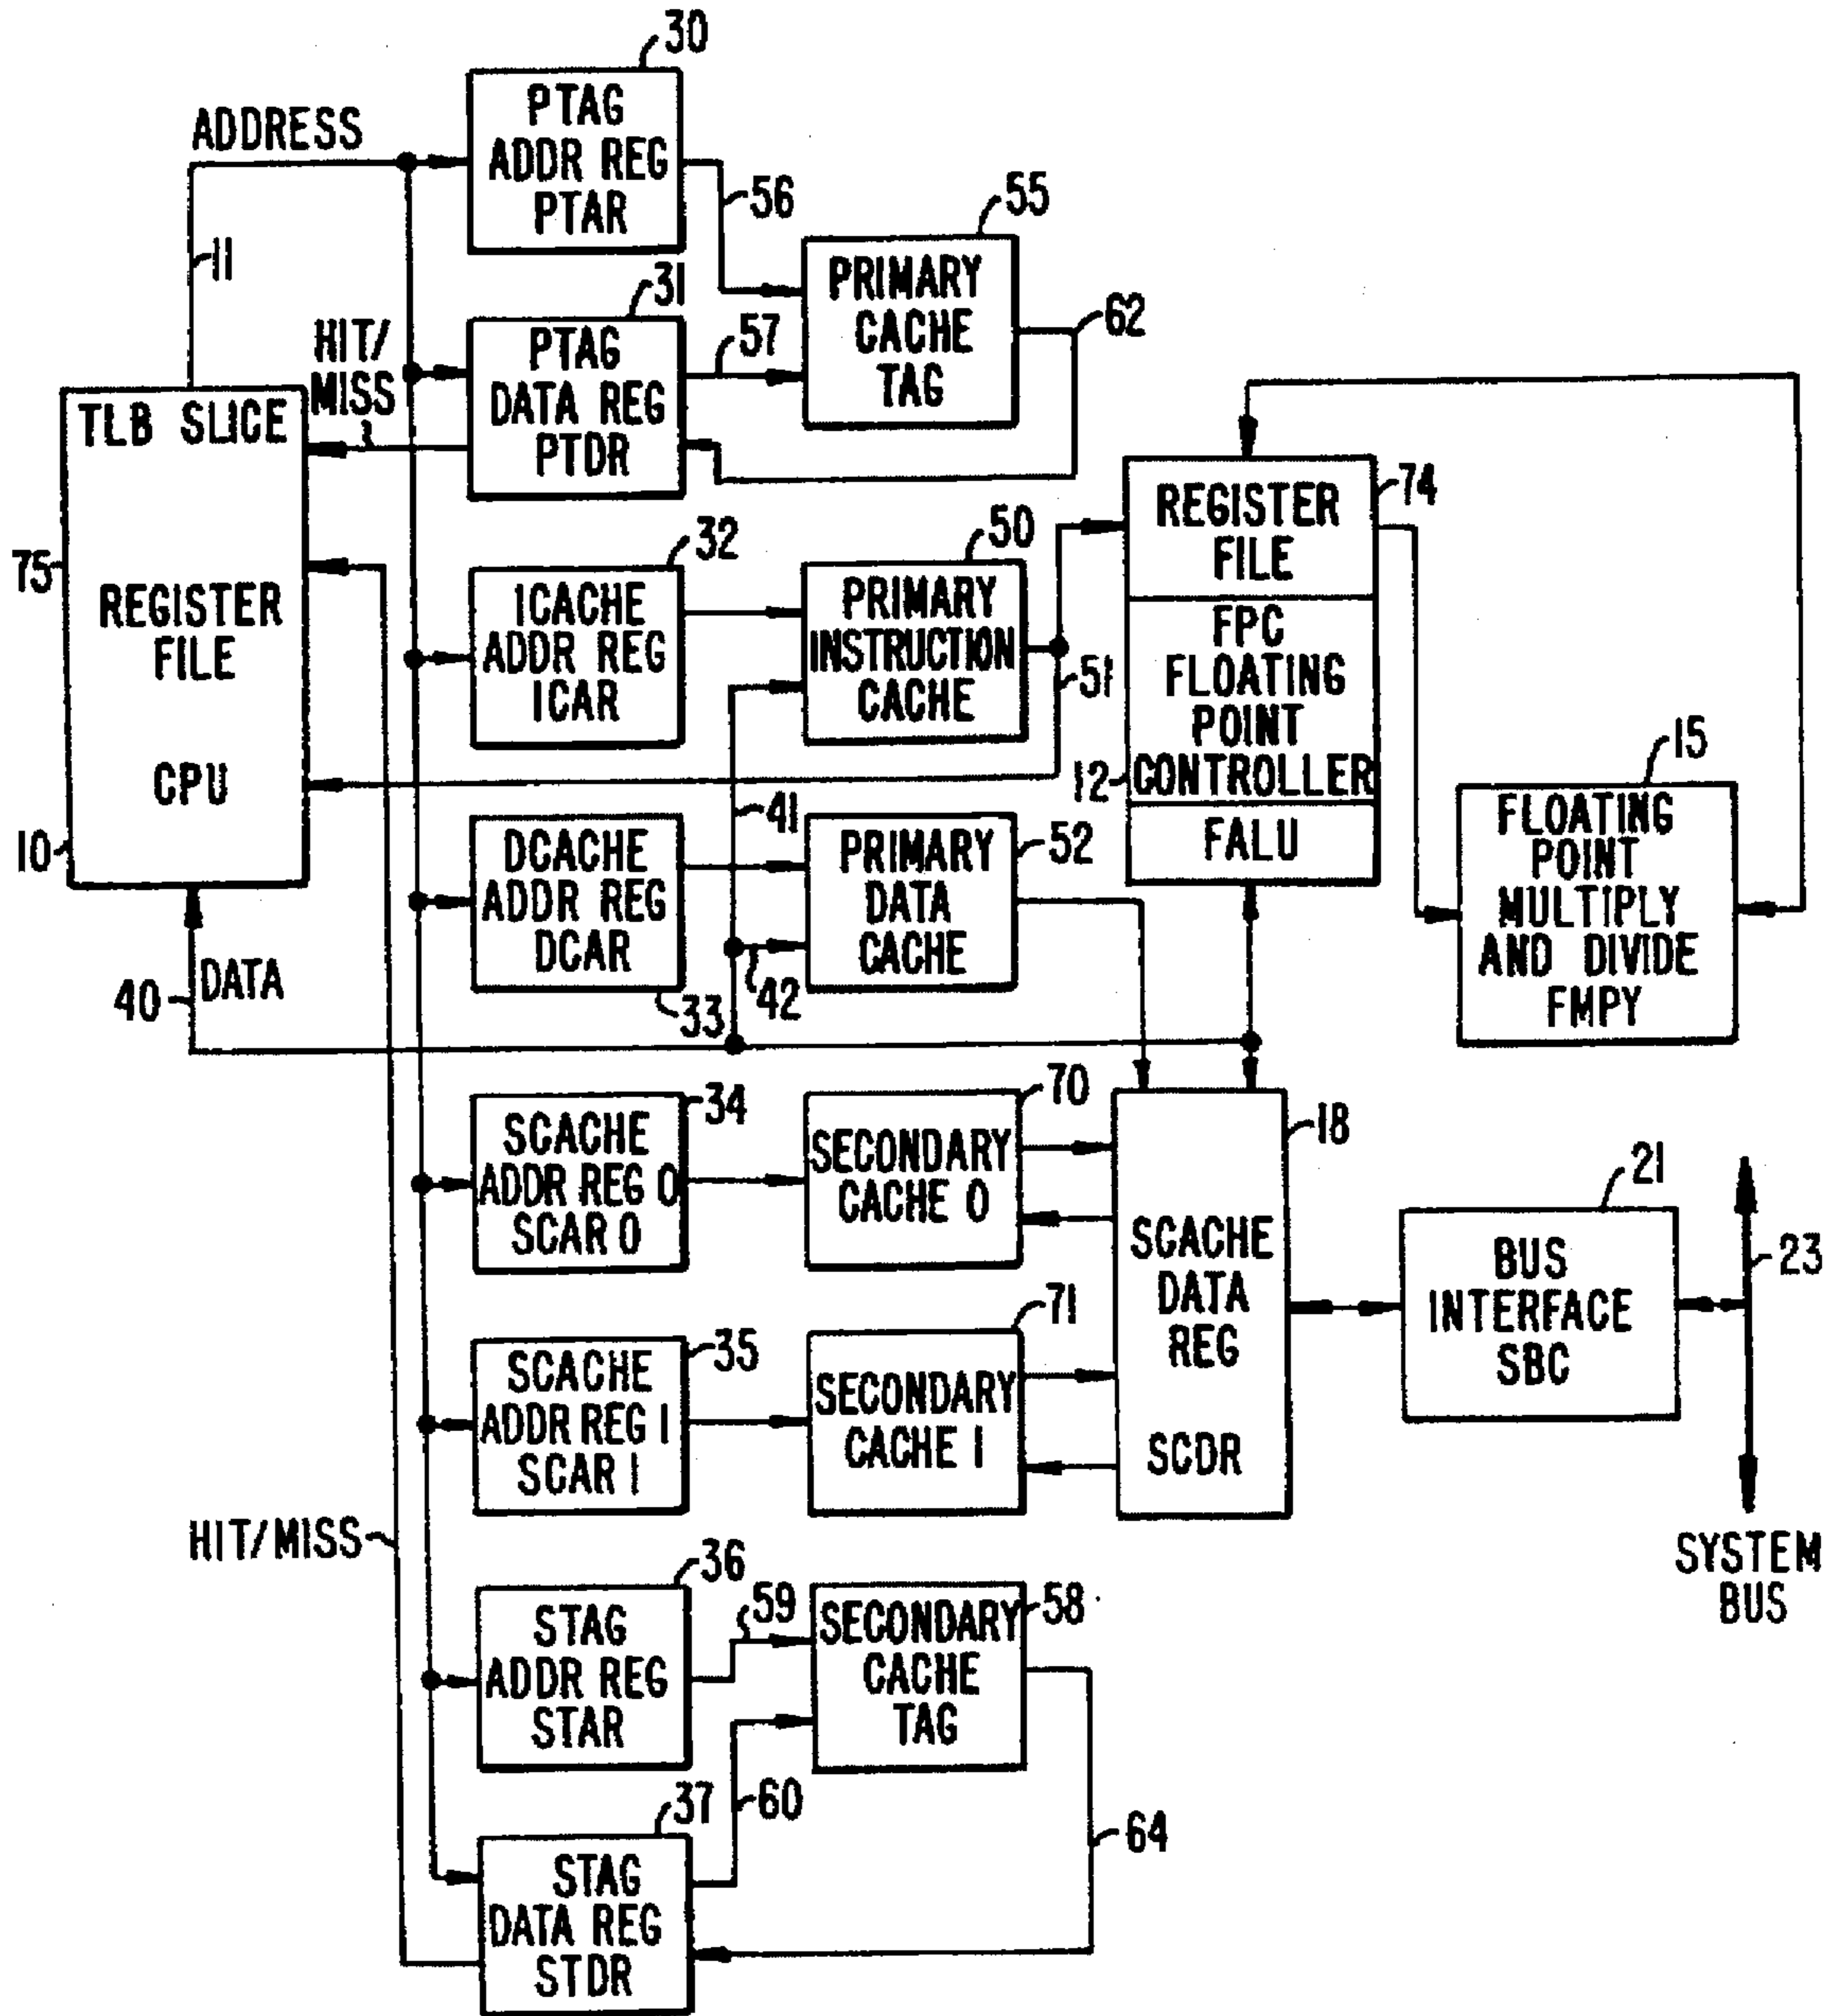 30
PTAG
ADDR REG
PTAR
ADDRESS
11
56
55
PRIMARY
CACHE
TAG
31
PTAG
DATA REG
PTDR
57
62
HIT/
MISS
TLB SLICE
REGISTER
FILE
CPU
75
10
74
REGISTER
FILE
FPC
FLOATING
POINT
CONTROLLER
FALU
12
32
ICACHE
ADDR REG
ICAR
50
PRIMARY
INSTRUCTION
CACHE
51
15
FLOATING
POINT
MULTIPLY
AND DIVIDE
FMPY
41
DCACHE
ADDR REG
DCAR
33
PRIMARY
DATA
CACHE
52
42
40
DATA
34
SCACHE
ADDR REG 0
SCAR 0
70
SECONDARY
CACHE 0
18
SCACHE
DATA
REG
SCDR
21
BUS
INTERFACE
SBC
23
SYSTEM
BUS
35
SCACHE
ADDR REG 1
SCAR 1
71
SECONDARY
CACHE 1
HIT/MISS
36
STAG
ADDR REG
STAR
59
58
SECONDARY
CACHE
TAG
60
64
37
STAG
DATA REG
STDR